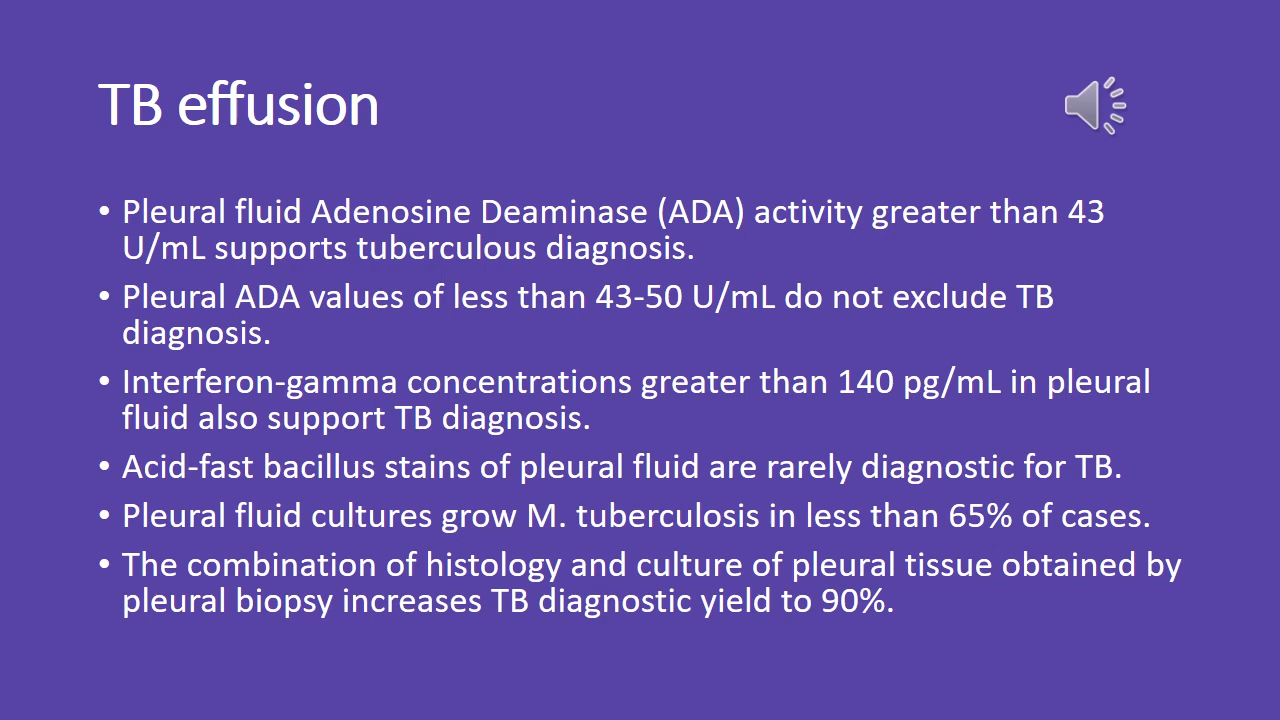 TB effusion
• Pleural fluid Adenosine Deaminase (ADA) activity greater than 43
U/mL supports tuberculous diagnosis.
• Pleural ADA values of less than 43-50 U/mL do not exclude TB
diagnosis.
• Interferon-gamma concentrations greater than 140 pg/mL in pleural
fluid also support TB diagnosis.
• Acid-fast bacillus stains of pleural fluid are rarely diagnostic for TB.
• Pleural fluid cultures grow M. tuberculosis in less than 65% of cases.
• The combination of histology and culture of pleural tissue obtained by
pleural biopsy increases TB diagnostic yield to 90%.